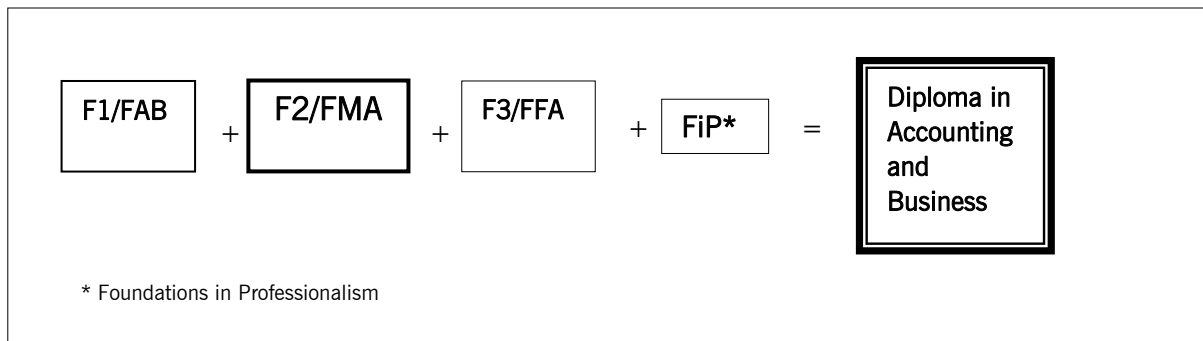 F1/FAB + F2/FMA + F3/FFA + FiP* = Diploma in
Accounting
and
Business
* Foundations in Professionalism